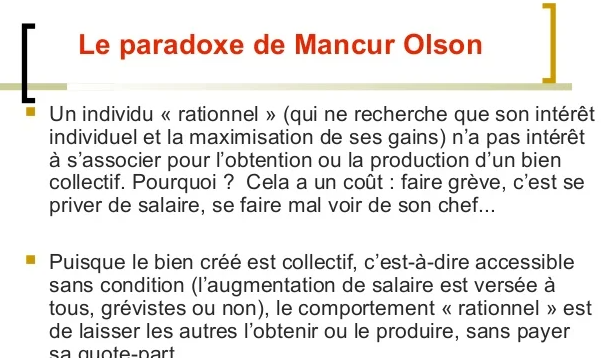 Le paradoxe de Mancur Olson
Un individu « rationnel » (qui ne recherche que son intérêt
individuel et la maximisation de ses gains) n’a pas intérêt
à s’associer pour l’obtention ou la production d’un bien
collectif. Pourquoi ? Cela a un coût : faire grève, c’est se
priver de salaire, se faire mal voir de son chef...
Puisque le bien créé est collectif, c’est-à-dire accessible
sans condition (l’augmentation de salaire est versée à
tous, grévistes ou non), le comportement « rationnel » est
de laisser les autres l’obtenir ou le produire, sans payer
sa quote-part